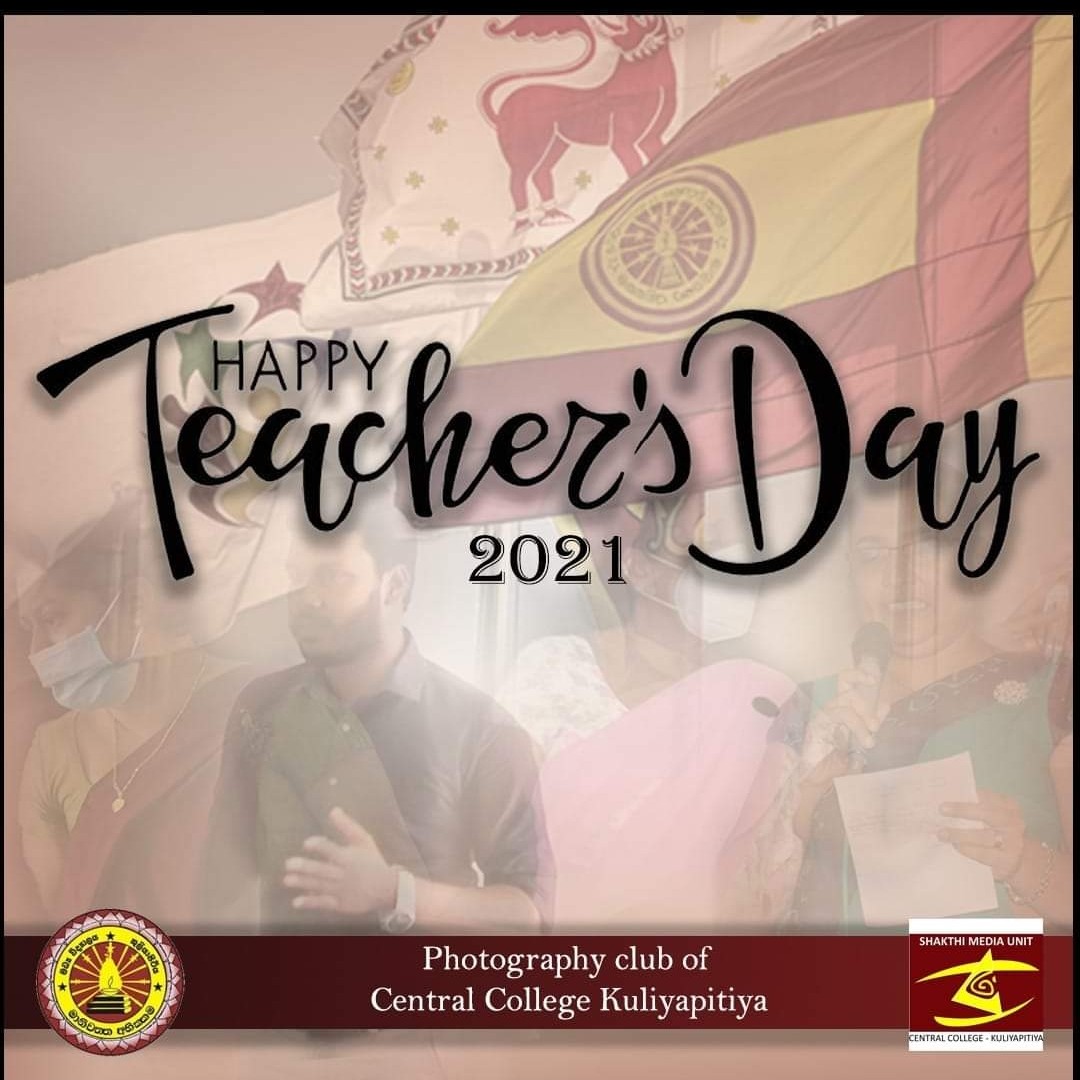 HAPPY
Teacher's Day
2021
Photography club of
Central College Kuliyapitiya
SHAKTHI MEDIA UNIT
CENTRAL COLLEGE - KULIYAPITIYA